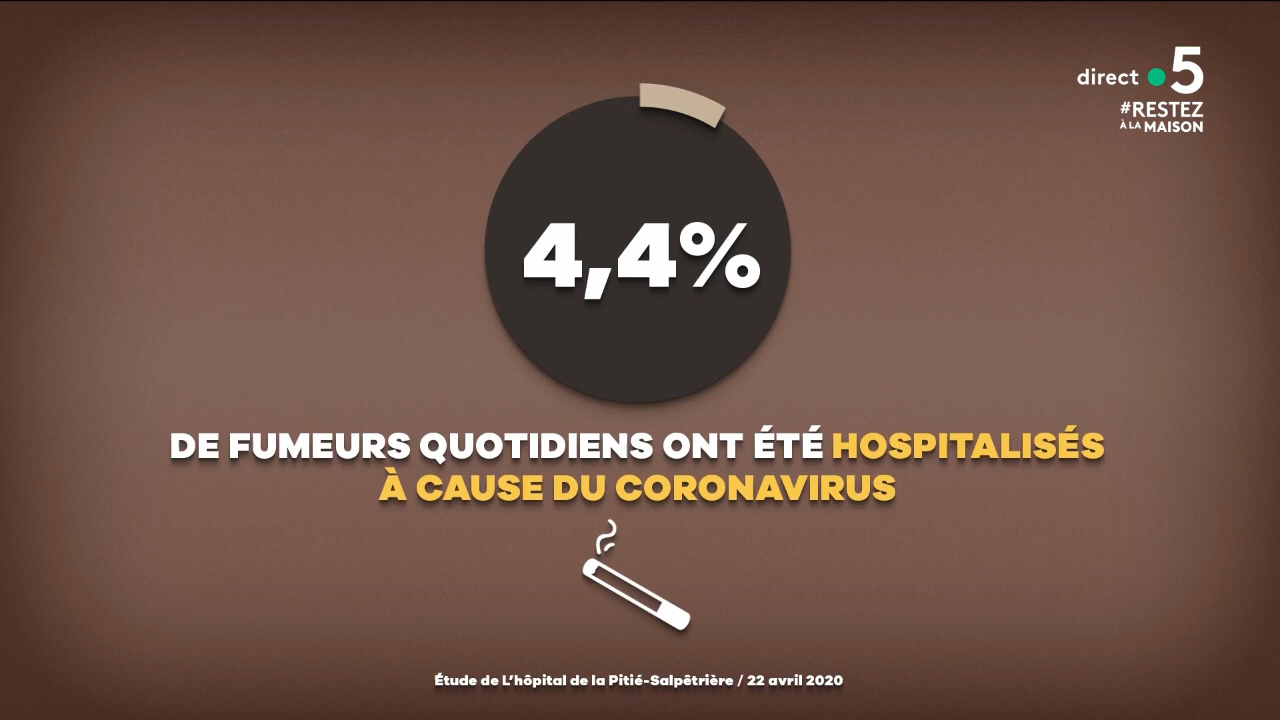 direct 5
#RESTEZ
À LA MAISON
4,4%
DE FUMEURS QUOTIDIENS ONT ÉTÉ HOSPITALISÉS
À CAUSE DU CORONAVIRUS
Étude de L'hôpital de la Pitié-Salpêtrière / 22 avril 2020